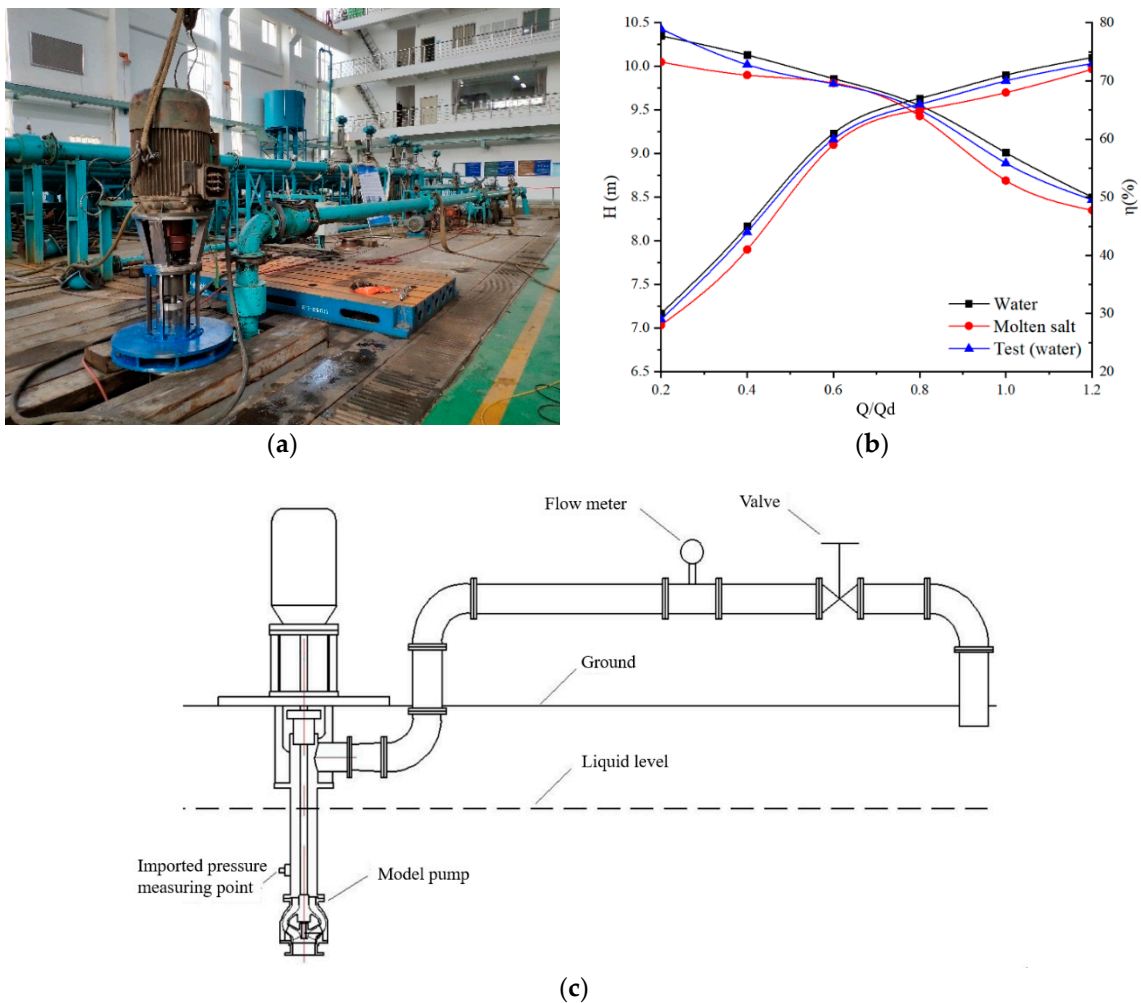 10.5
10.0
9.5
9.0
8.5
8.0
7.5
7.0
6.5
H (m)
80
70
60
50
40
30
20
η(%)
Water
Molten salt
Test (water)
0.2 0.4 0.6 0.8 1.0 1.2
Q/Qd
(a)
(b)
Flow meter
Valve
Ground
Liquid level
Imported pressure
measuring point
Model pump
(c)